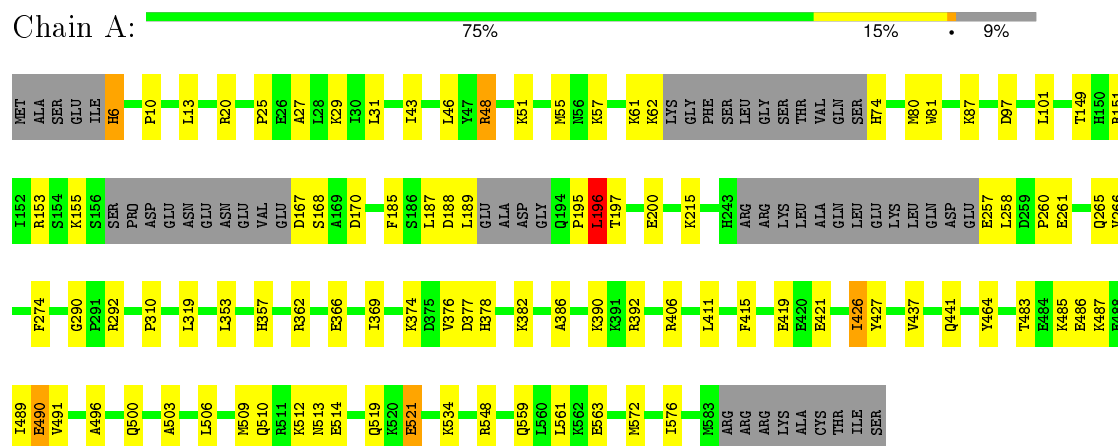 Chain A:
75% 15% • 9%
MET ALA SER GLU ILE H6 P10 L13 R20 P25 E26 A27 L28 K29 I30 L31 I43 L46 Y47 R48 K51 M55 N56 K57 K61 K62 LYS GLY PHE SER LEU GLY SER THR VAL GLN SER H74 M80 W81 K87 D97 L101 T149 H150 R151
I152 R153 S154 K155 S156 SER PRO ASP GLU ASN GLU ASN GLU VAL GLU D167 S168 A169 D170 F185 S186 L187 D188 L189 GLU ALA ASP GLY Q194 P195 L196 T197 E200 K215 H243 ARG ARG LYS LEU ALA GLN LEU GLU LYS LEU GLN ASP GLU E257 L258 D259 P260 E261 Q265 V266
F274 G290 P291 R292 P310 L319 L353 H357 R362 E366 I369 K374 D375 V376 D377 H378 K382 A386 K390 K391 R392 R406 L411 F415 E419 E420 E421 I426 Y427 V437 Q441 Y464 T483 E484 K485 E486 K487 E488
I489 E490 V491 A496 Q500 A503 L506 M509 Q510 R511 K512 N513 E514 Q519 K520 E521 K534 R548 Q559 L560 L561 K562 E563 M572 I576 M583 ARG ARG ARG LYS ALA CYS THR ILE SER